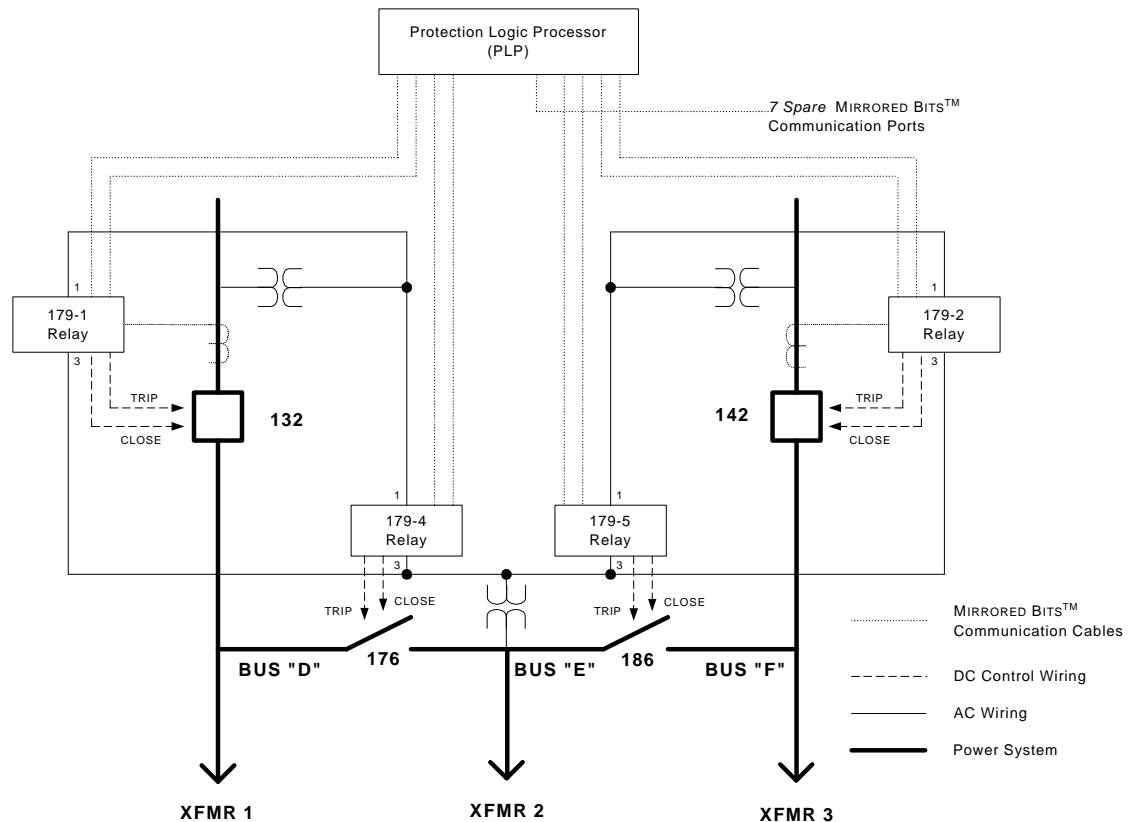 Protection Logic Processor
(PLP)
7 Spare MIRRORED BITS™
Communication Ports
1
179-1
Relay
3
TRIP
CLOSE
132
1
179-2
Relay
3
TRIP
CLOSE
142
1
179-4
Relay
3
TRIP
CLOSE
1
179-5
Relay
3
TRIP
CLOSE
BUS "D"
176
BUS "E"
186
BUS "F"
MIRRORED BITS™
Communication Cables
DC Control Wiring
AC Wiring
Power System
XFMR 1
XFMR 2
XFMR 3